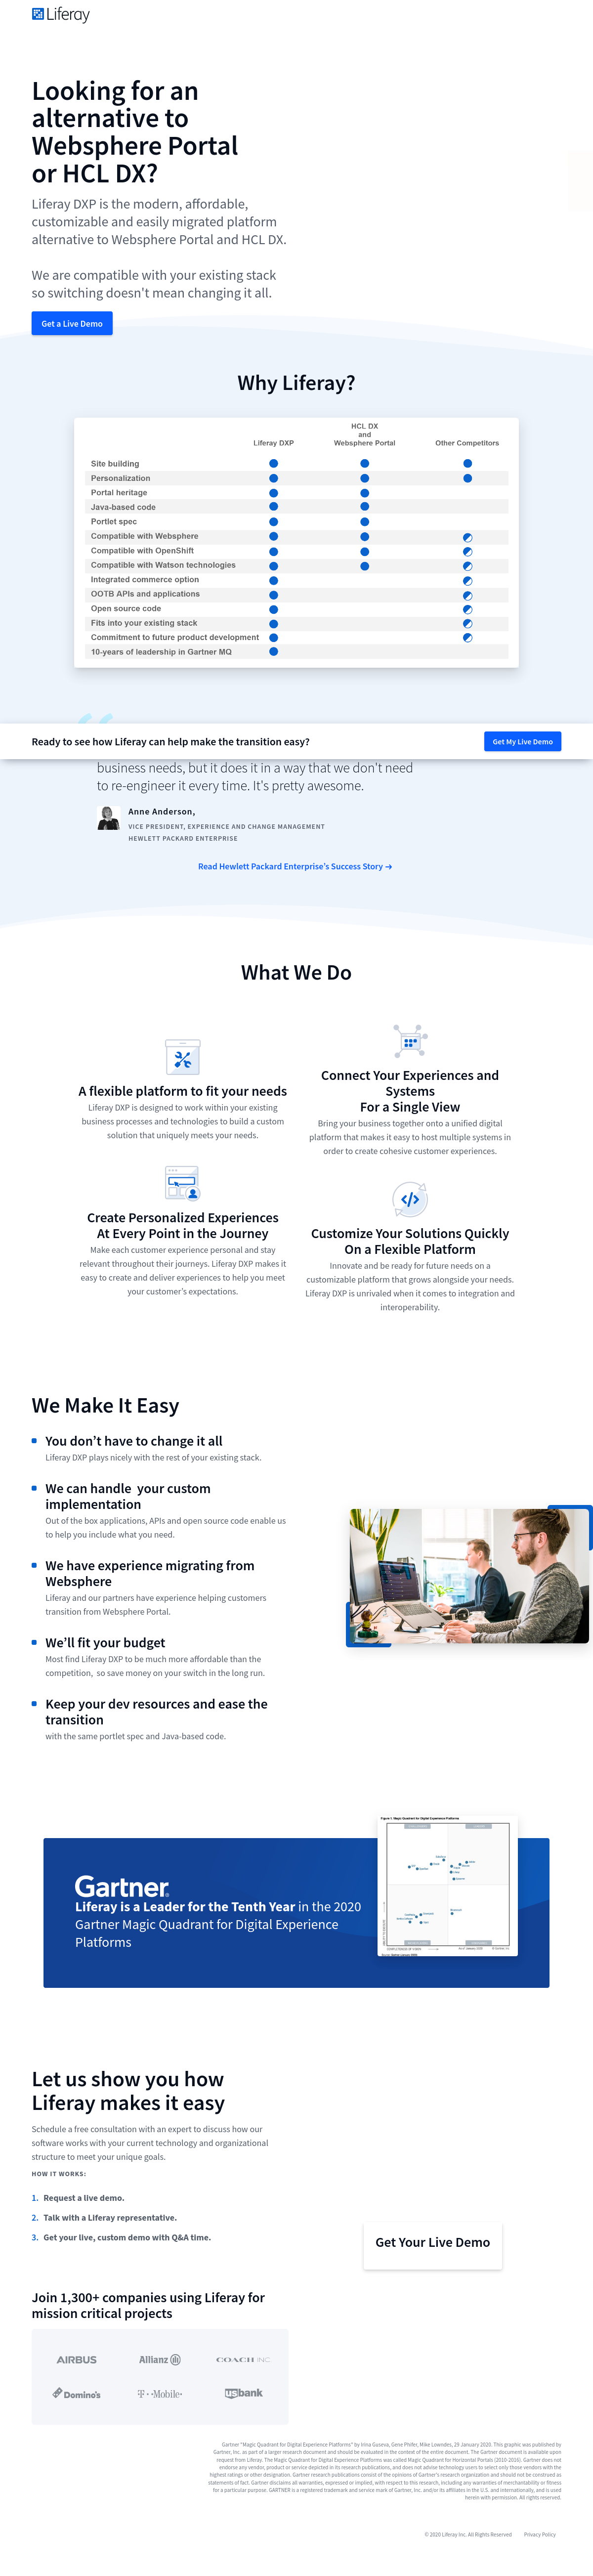 Liferay
Looking for an
alternative to
Websphere Portal
or HCL DX?
Liferay DXP is the modern, affordable,
customizable and easily migrated platform
alternative to Websphere Portal and HCL DX.
We are compatible with your existing stack
so switching doesn't mean changing it all.
Get a Live Demo
Why Liferay?
HCL DX
and
Liferay DXP Websphere Portal Other Competitors
Site building
Personalization
Portal heritage
Java-based code
Portlet spec
Compatible with Websphere
Compatible with OpenShift
Compatible with Watson technologies
Integrated commerce option
OOTB APIs and applications
Open source code
Fits into your existing stack
Commitment to future product development
10-years of leadership in Gartner MQ
Ready to see how Liferay can help make the transition easy?
Get My Live Demo
business needs, but it does it in a way that we don't need
to re-engineer it every time. It's pretty awesome.
Anne Anderson,
VICE PRESIDENT, EXPERIENCE AND CHANGE MANAGEMENT
HEWLETT PACKARD ENTERPRISE
Read Hewlett Packard Enterprise's Success Story →
What We Do
A flexible platform to fit your needs
Liferay DXP is designed to work within your existing
business processes and technologies to build a custom
solution that uniquely meets your needs.
Connect Your Experiences and
Systems
For a Single View
Bring your business together onto a unified digital
platform that makes it easy to host multiple systems in
order to create cohesive customer experiences.
Create Personalized Experiences
At Every Point in the Journey
Make each customer experience personal and stay
relevant throughout their journeys. Liferay DXP makes it
easy to create and deliver experiences to help you meet
your customer's expectations.
Customize Your Solutions Quickly
On a Flexible Platform
Innovate and be ready for future needs on a
customizable platform that grows alongside your needs.
Liferay DXP is unrivaled when it comes to integration and
interoperability.
We Make It Easy
You don't have to change it all
Liferay DXP plays nicely with the rest of your existing stack.
We can handle your custom
implementation
Out of the box applications, APIs and open source code enable us
to help you include what you need.
We have experience migrating from
Websphere
Liferay and our partners have experience helping customers
transition from Websphere Portal.
We'll fit your budget
Most find Liferay DXP to be much more affordable than the
competition, so save money on your switch in the long run.
Keep your dev resources and ease the
transition
with the same portlet spec and Java-based code.
Gartner
Liferay is a Leader for the Tenth Year in the 2020
Gartner Magic Quadrant for Digital Experience
Platforms
Figure 1. Magic Quadrant for Digital Experience Platforms
Let us show you how
Liferay makes it easy
Schedule a free consultation with an expert to discuss how our
software works with your current technology and organizational
structure to meet your unique goals.
HOW IT WORKS:
1. Request a live demo.
2. Talk with a Liferay representative.
3. Get your live, custom demo with Q&A time.
Get Your Live Demo
Join 1,300+ companies using Liferay for
mission critical projects
AIRBUS Allianz COACH INC
Domino's T··Mobile· usbank
Gartner "Magic Quadrant for Digital Experience Platforms" by Irina Guseva, Gene Phifer, Mike Lowndes, 29 January 2020. This graphic was published by
Gartner, Inc. as part of a larger research document and should be evaluated in the context of the entire document. The Gartner document is available upon
request from Liferay. The Magic Quadrant for Digital Experience Platforms was called Magic Quadrant for Horizontal Portals (2010-2016). Gartner does not
endorse any vendor, product or service depicted in its research publications, and does not advise technology users to select only those vendors with the
highest ratings or other designation. Gartner research publications consist of the opinions of Gartner's research organization and should not be construed as
statements of fact. Gartner disclaims all warranties, expressed or implied, with respect to this research, including any warranties of merchantability or fitness
for a particular purpose. GARTNER is a registered trademark and service mark of Gartner, Inc. and/or its affiliates in the U.S. and internationally, and is used
herein with permission. All rights reserved.
© 2020 Liferay Inc. All Rights Reserved Privacy Policy